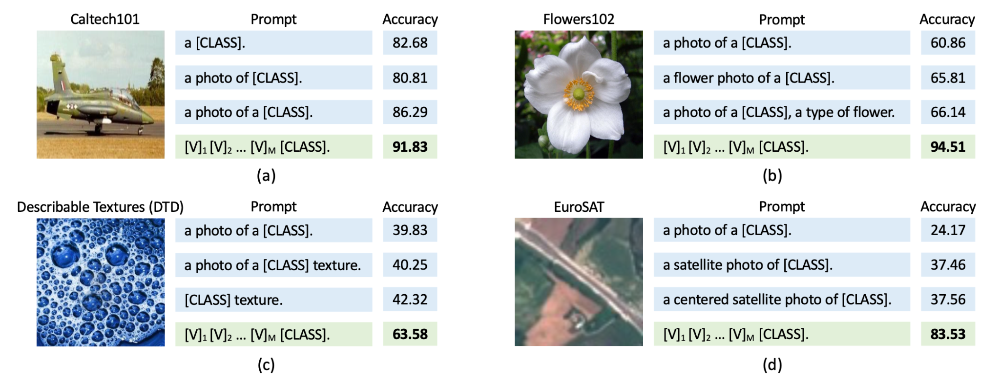 Caltech101 Prompt Accuracy
a [CLASS]. 82.68
a photo of [CLASS]. 80.81
a photo of a [CLASS]. 86.29
[V]₁ [V]₂ ... [V]ᴍ [CLASS]. 91.83
(a)
Flowers102 Prompt Accuracy
a photo of a [CLASS]. 60.86
a flower photo of a [CLASS]. 65.81
a photo of a [CLASS], a type of flower. 66.14
[V]₁ [V]₂ ... [V]ᴍ [CLASS]. 94.51
(b)
Describable Textures (DTD) Prompt Accuracy
a photo of a [CLASS]. 39.83
a photo of a [CLASS] texture. 40.25
[CLASS] texture. 42.32
[V]₁ [V]₂ ... [V]ᴍ [CLASS]. 63.58
(c)
EuroSAT Prompt Accuracy
a photo of a [CLASS]. 24.17
a satellite photo of [CLASS]. 37.46
a centered satellite photo of [CLASS]. 37.56
[V]₁ [V]₂ ... [V]ᴍ [CLASS]. 83.53
(d)